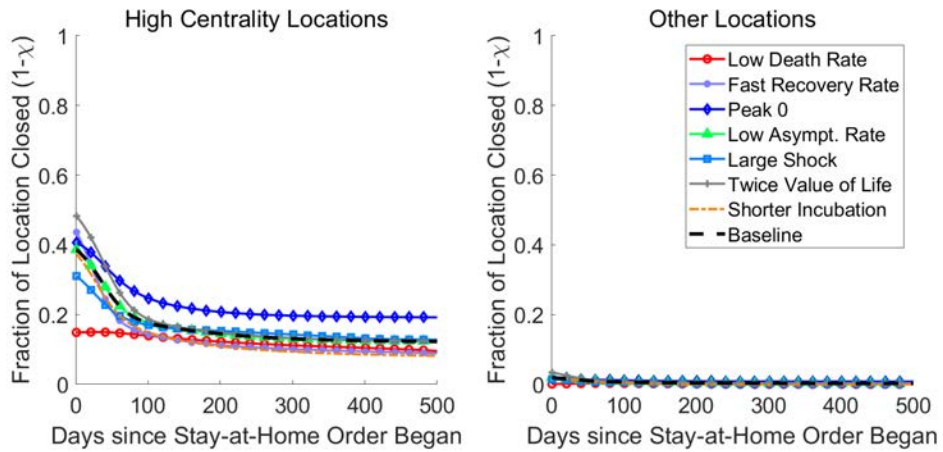 High Centrality Locations
Fraction of Location Closed (1-χ)
1
0.8
0.6
0.4
0.2
0
0 100 200 300 400 500
Days since Stay-at-Home Order Began
Other Locations
Fraction of Location Closed (1-χ)
1
0.8
0.6
0.4
0.2
0
0 100 200 300 400 500
Days since Stay-at-Home Order Began
Low Death Rate
Fast Recovery Rate
Peak 0
Low Asympt. Rate
Large Shock
Twice Value of Life
Shorter Incubation
Baseline